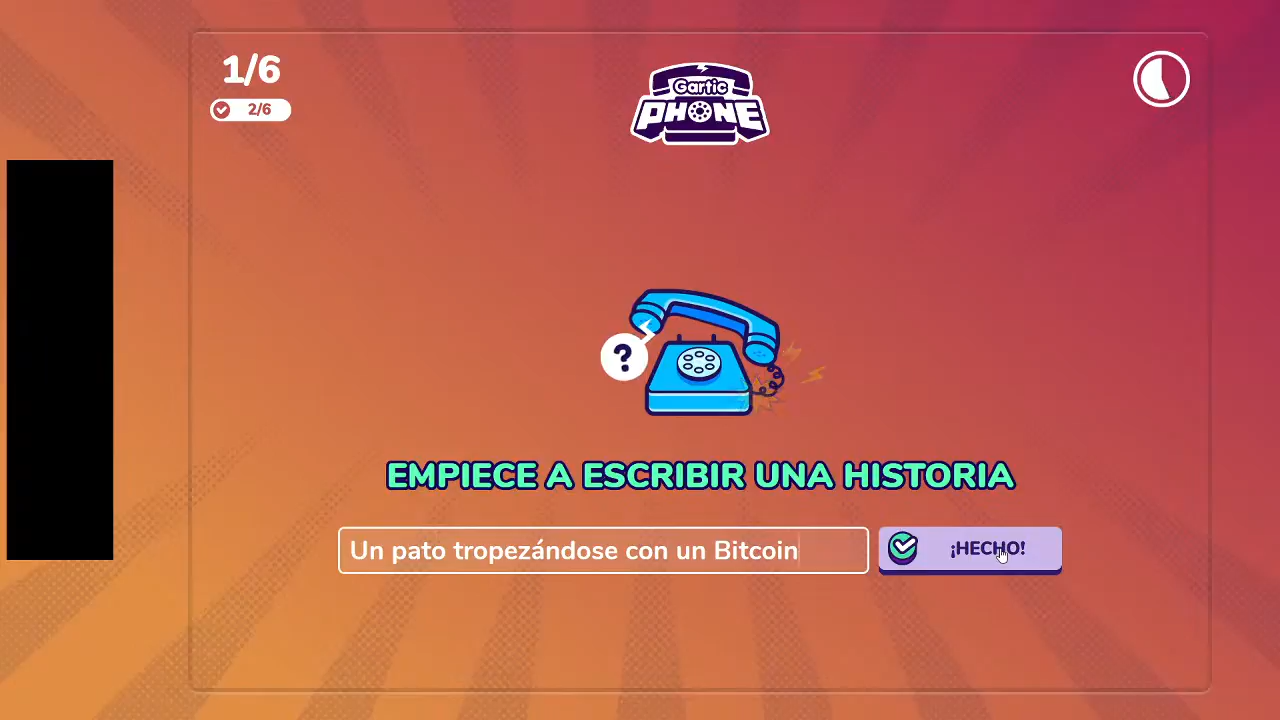 1/6
2/6
Gartic
PHONE
?
EMPIECE A ESCRIBIR UNA HISTORIA
Un pato tropezándose con un Bitcoin
¡HECHO!